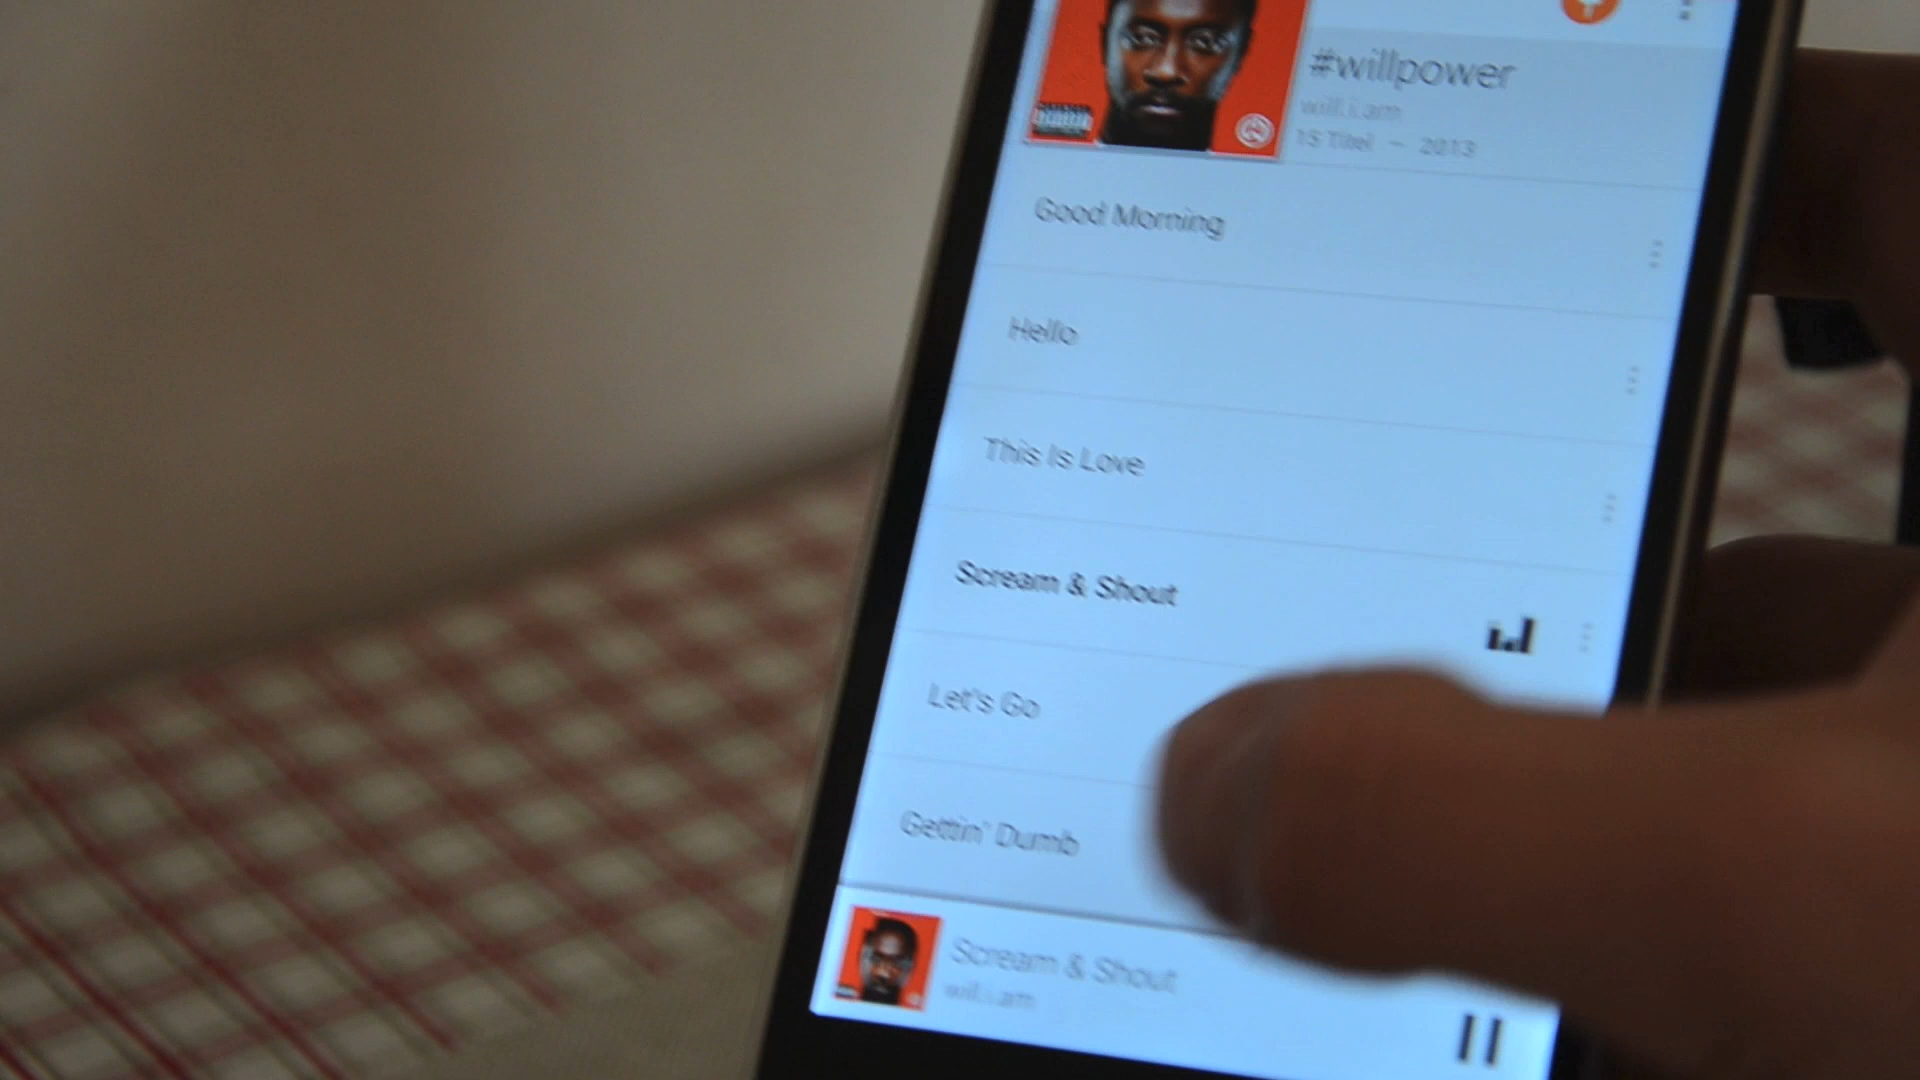 #willpower
will.i.am
15 Titel – 2013
Good Morning
Hello
This Is Love
Scream & Shout
Let's Go
Gettin' Dumb
Scream & Shout
will.i.am